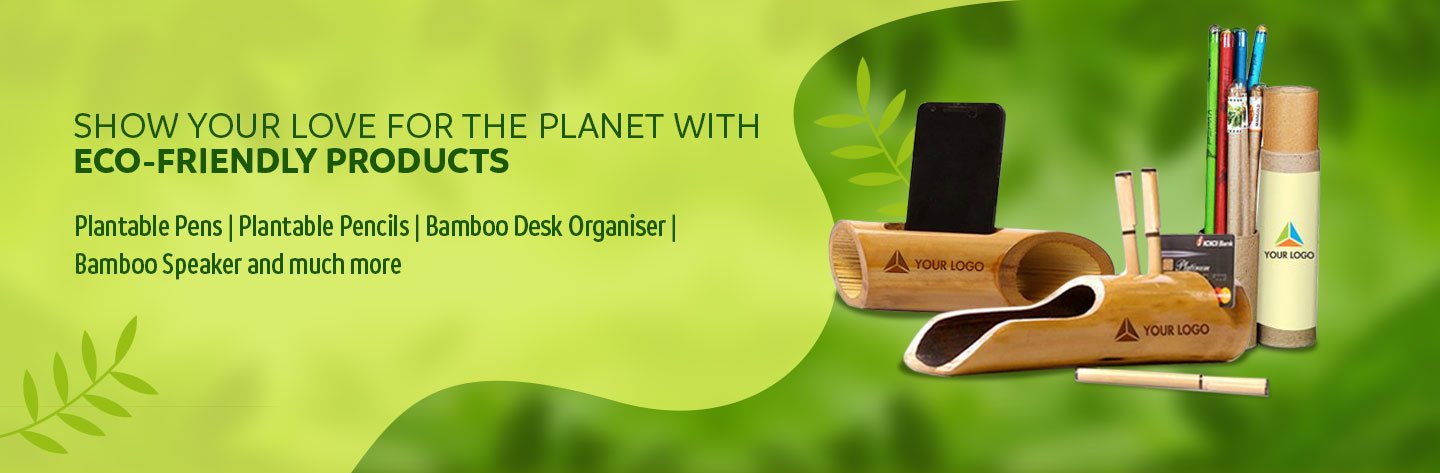 SHOW YOUR LOVE FOR THE PLANET WITH
ECO-FRIENDLY PRODUCTS
Plantable Pens | Plantable Pencils | Bamboo Desk Organiser |
Bamboo Speaker and much more
YOUR LOGO
YOUR LOGO
ICICI Bank
Platinum
YOUR LOGO